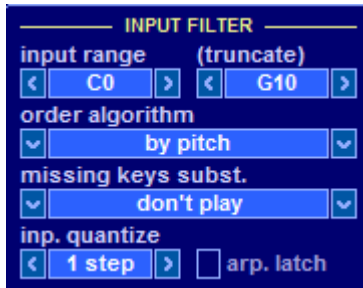 INPUT FILTER
input range (truncate)
C0 G10
order algorithm
by pitch
missing keys subst.
don't play
inp. quantize
1 step arp. latch